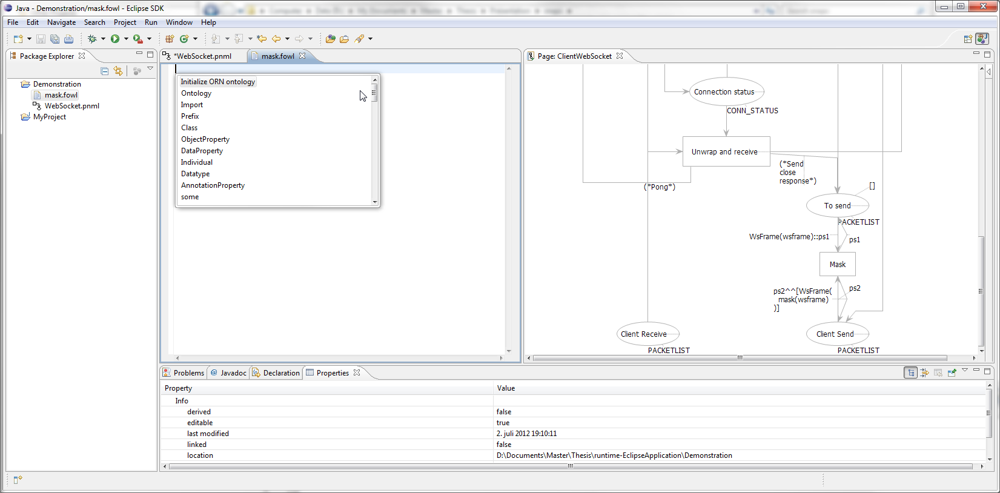 Java - Demonstration/mask.fowl - Eclipse SDK
File Edit Navigate Search Project Run Window Help
Package Explorer
Demonstration
mask.fowl
WebSocket.pnml
MyProject
*WebSocket.pnml
mask.fowl
Initialize ORN ontology
Ontology
Import
Prefix
Class
ObjectProperty
DataProperty
Individual
Datatype
AnnotationProperty
some
Page: ClientWebSocket
Connection status
CONN_STATUS
Unwrap and receive
(*Send
close
response*)
(*Pong*)
[]
To send
PACKETLIST
WsFrame(wsframe)::ps1
ps1
Mask
ps2
ps2^^[WsFrame(
mask(wsframe)
)]
Client Receive
PACKETLIST
Client Send
PACKETLIST
Problems
@ Javadoc
Declaration
Properties
Property Value
Info
derived false
editable true
last modified 2. juli 2012 19:10:11
linked false
location D:\Documents\Master\Thesis\runtime-EclipseApplication\Demonstration